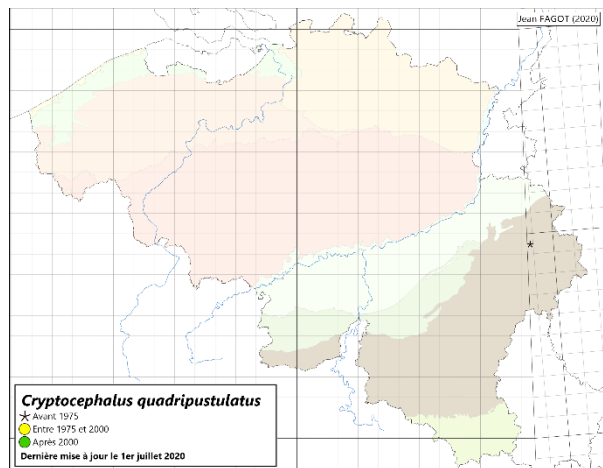 Jean FAGOT (2020)
Cryptocephalus quadripustulatus
Avant 1975
Entre 1975 et 2000
Après 2000
Dernière mise à jour le 1er juillet 2020